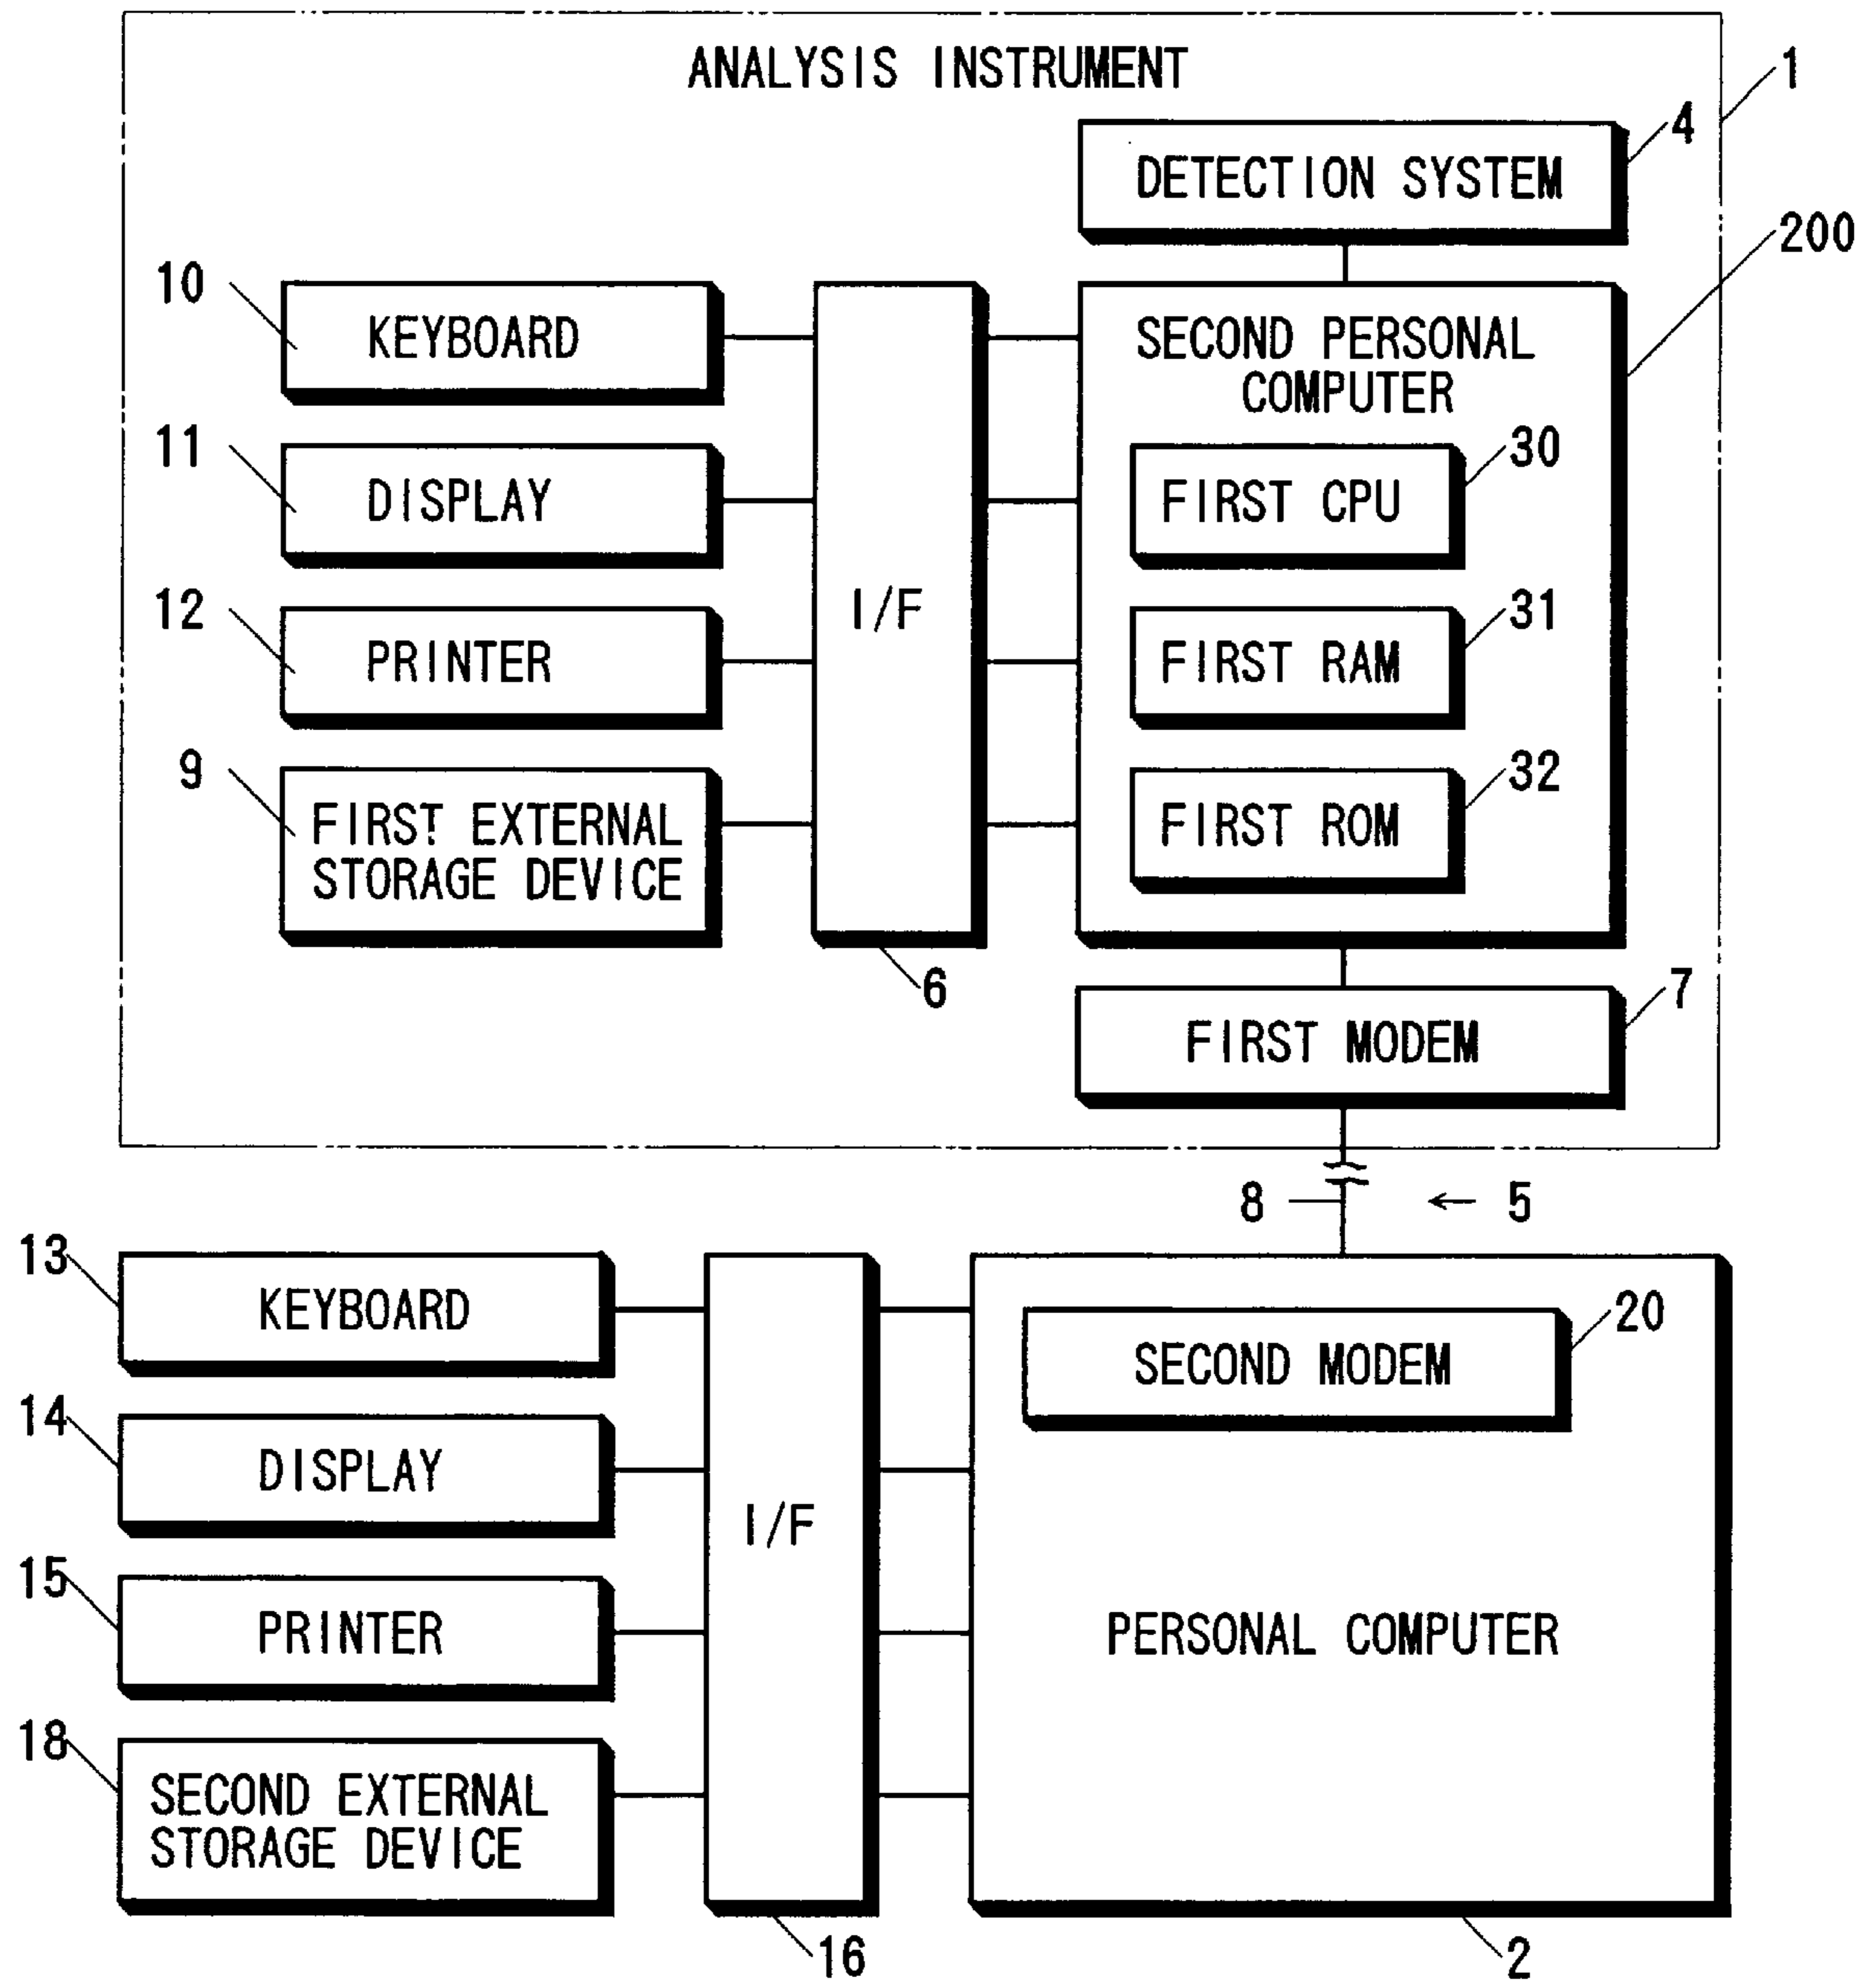 ANALYSIS INSTRUMENT
1
4
DETECTION SYSTEM
200
10
KEYBOARD
SECOND PERSONAL
COMPUTER
11
DISPLAY
30
FIRST CPU
I/F
12
PRINTER
31
FIRST RAM
9
FIRST EXTERNAL
STORAGE DEVICE
32
FIRST ROM
6
7
FIRST MODEM
8
← 5
13
KEYBOARD
20
SECOND MODEM
14
DISPLAY
I/F
15
PRINTER
PERSONAL COMPUTER
18
SECOND EXTERNAL
STORAGE DEVICE
16
2